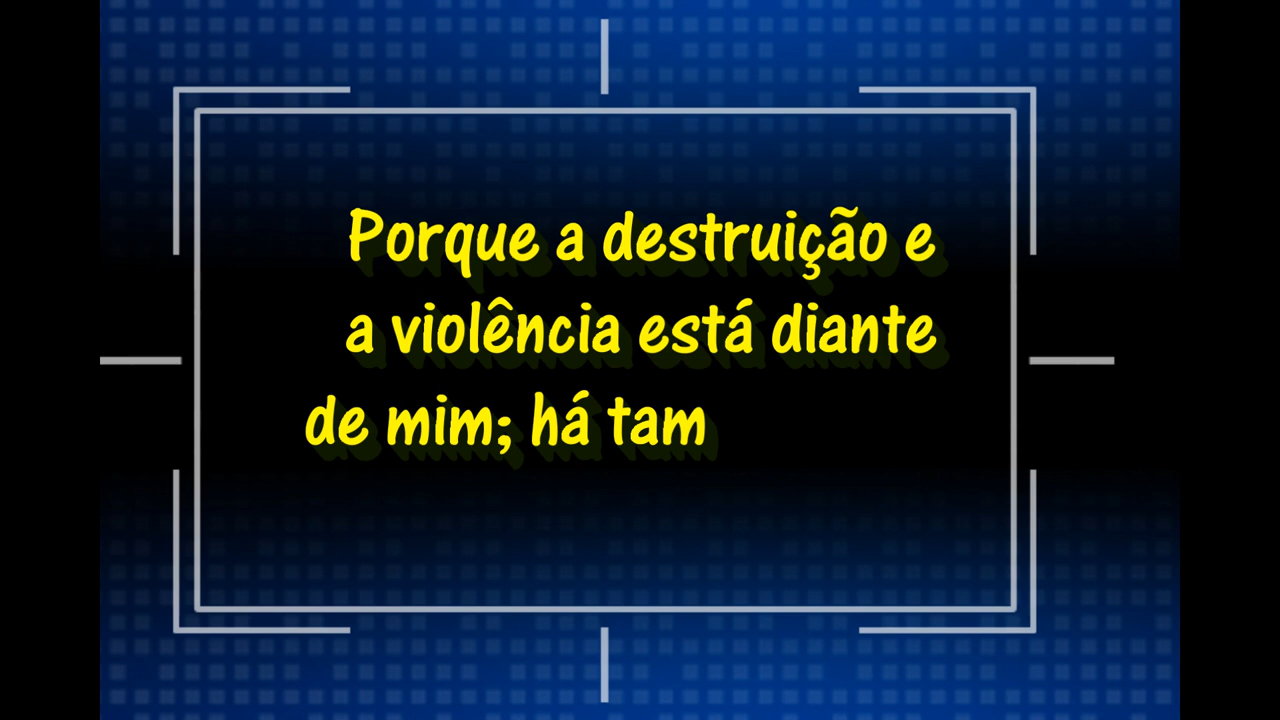 Porque a destruição e
a violência está diante
de mim; há tam